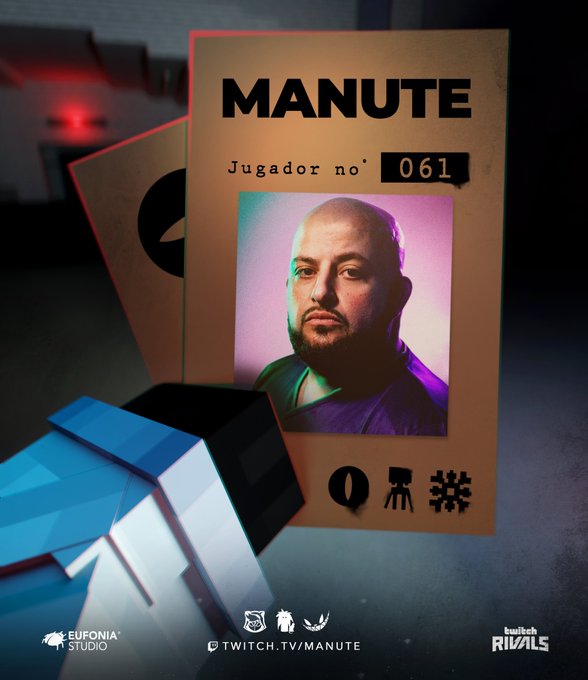 MANUTE
Jugador no° 061
EUFONIA®
STUDIO
TWITCH.TV/MANUTE
twitch
RIVALS